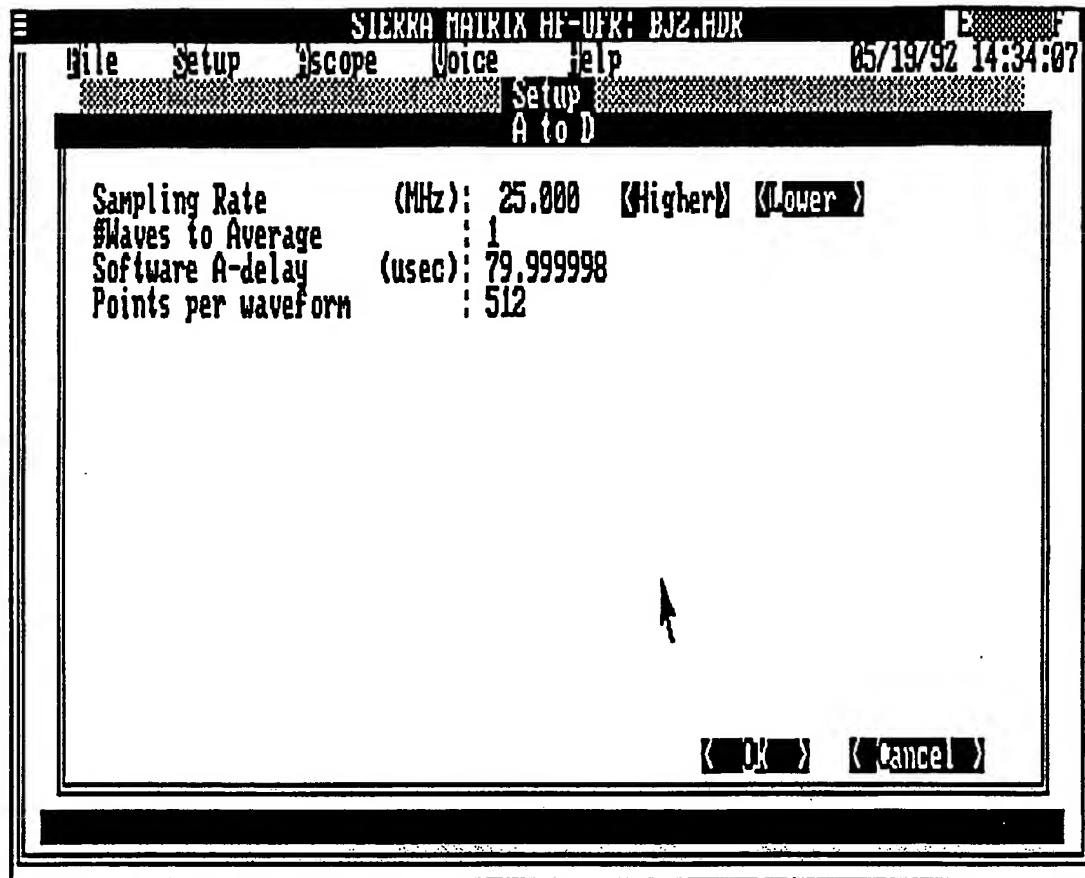 SIERRA MATRIX AF-UFR: BJ2.HDR
File Setup Ascope Voice Help 05/19/92 14:34:07
Setup
A to D
Sampling Rate (MHz): 25.000 <Higher> <Lower >
#Waves to Average : 1
Software A-delay (usec): 79.999998
Points per waveform : 512
< OK > < Cancel >